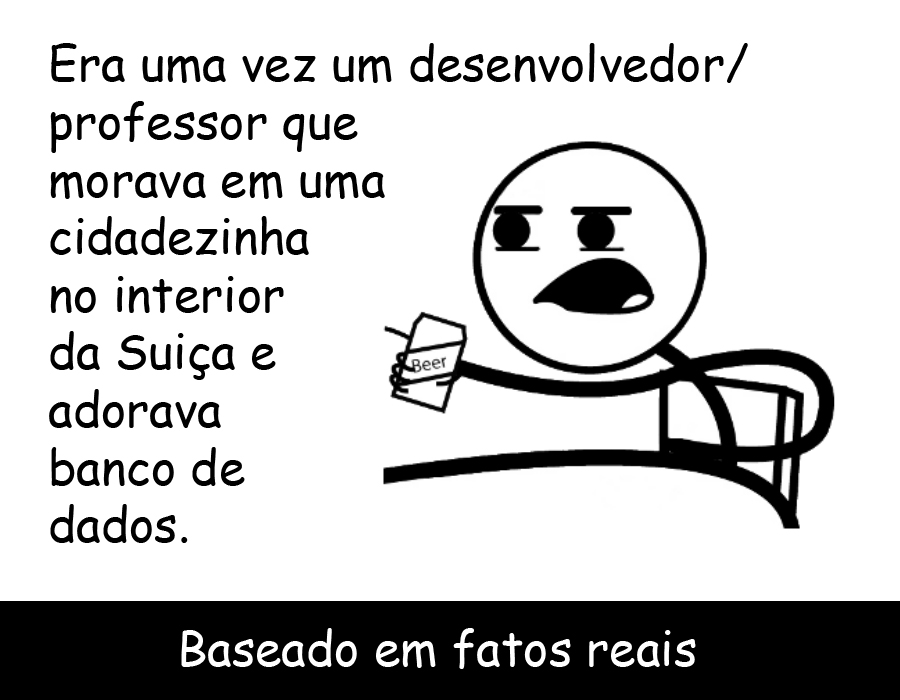 Era uma vez um desenvolvedor/
professor que
morava em uma
cidadezinha
no interior
da Suiça e
adorava
banco de
dados.
Beer
Baseado em fatos reais